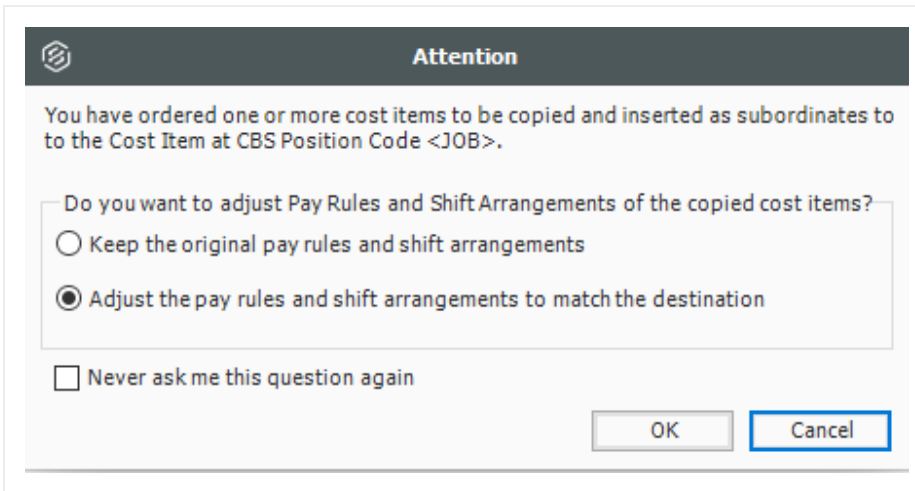 Attention
You have ordered one or more cost items to be copied and inserted as subordinates to
to the Cost Item at CBS Position Code <JOB>.
Do you want to adjust Pay Rules and Shift Arrangements of the copied cost items?
Keep the original pay rules and shift arrangements
Adjust the pay rules and shift arrangements to match the destination
Never ask me this question again
OK Cancel